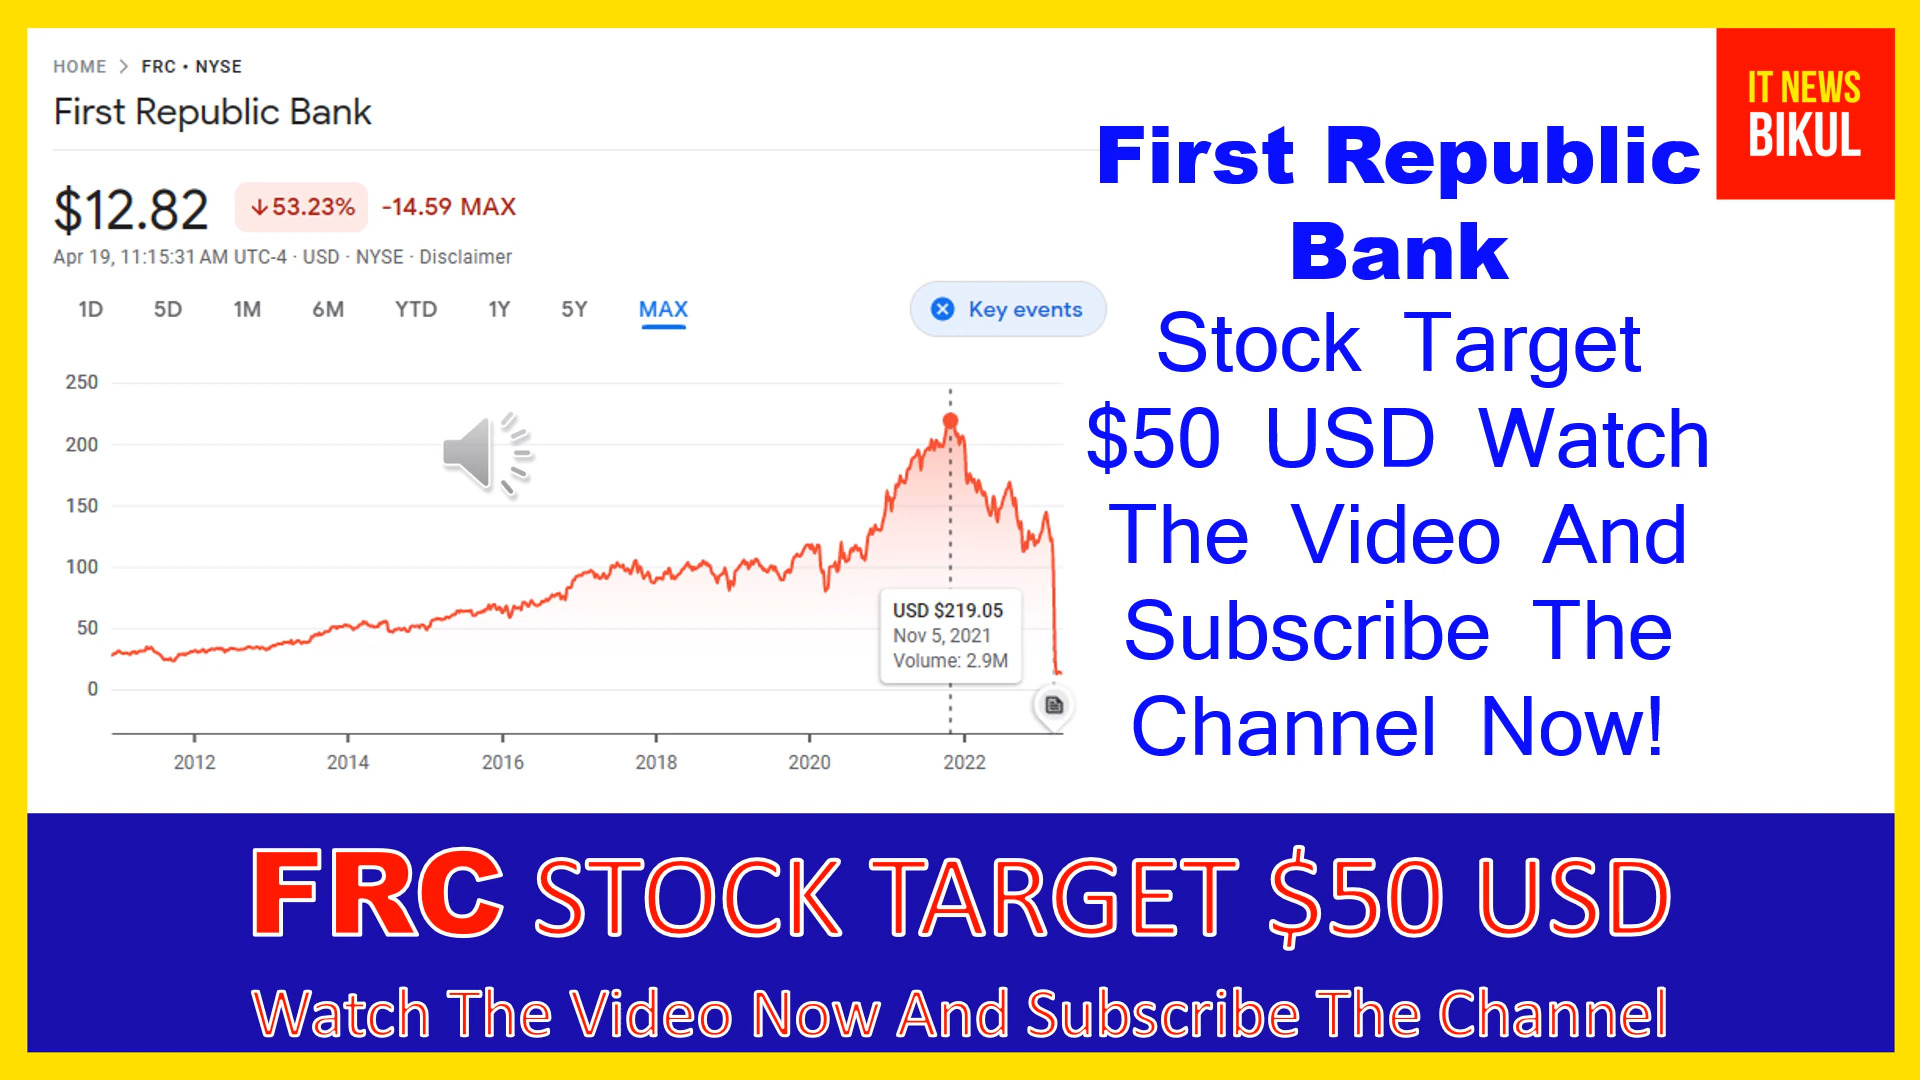 HOME > FRC • NYSE
First Republic Bank
$12.82 ↓53.23% -14.59 MAX
Apr 19, 11:15:31 AM UTC-4 · USD · NYSE · Disclaimer
1D 5D 1M 6M YTD 1Y 5Y MAX
Key events
250
200
150
100
50
0
USD $219.05
Nov 5, 2021
Volume: 2.9M
2012 2014 2016 2018 2020 2022
First Republic
Bank
Stock Target
$50 USD Watch
The Video And
Subscribe The
Channel Now!
IT NEWS
BIKUL
FRC STOCK TARGET $50 USD
Watch The Video Now And Subscribe The Channel